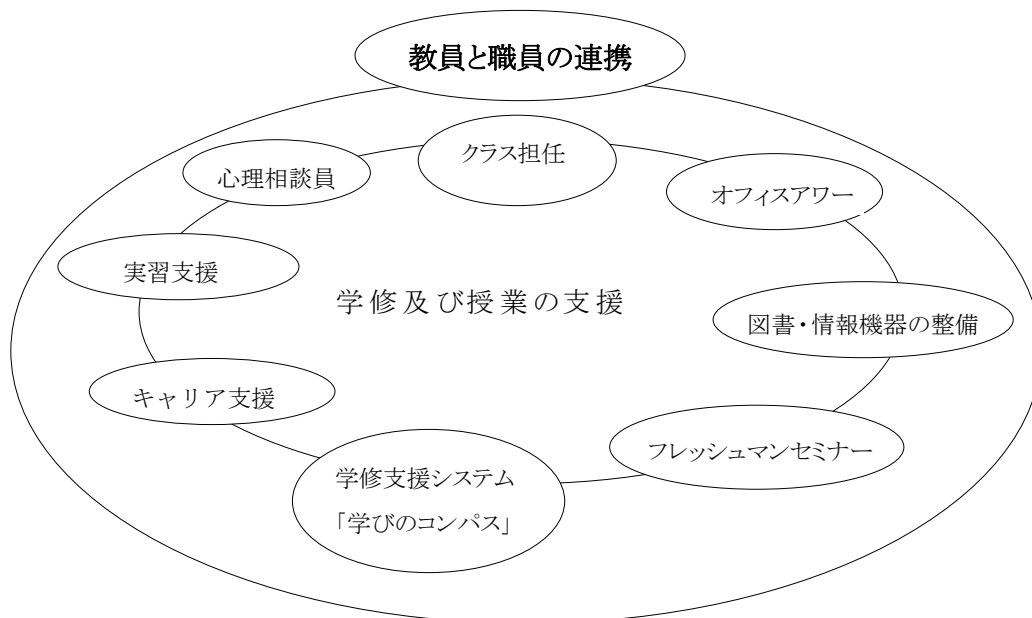 教員と職員の連携
クラス担任
心理相談員
オフィスアワー
実習支援
学修及び授業の支援
図書・情報機器の整備
キャリア支援
フレッシュマンセミナー
学修支援システム
「学びのコンパス」